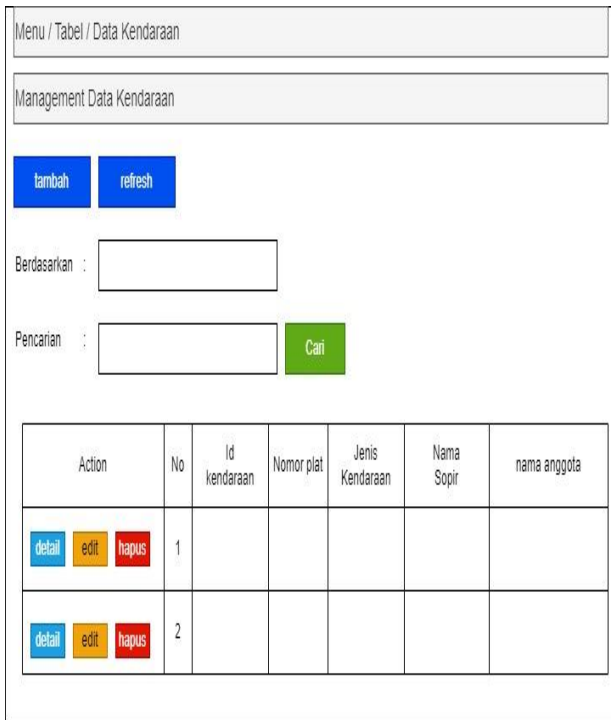 Menu / Tabel / Data Kendaraan
Management Data Kendaraan
tambah refresh
Berdasarkan :
Pencarian : Cari
Action No Id kendaraan Nomor plat Jenis Kendaraan Nama Sopir nama anggota
detail edit hapus 1
detail edit hapus 2